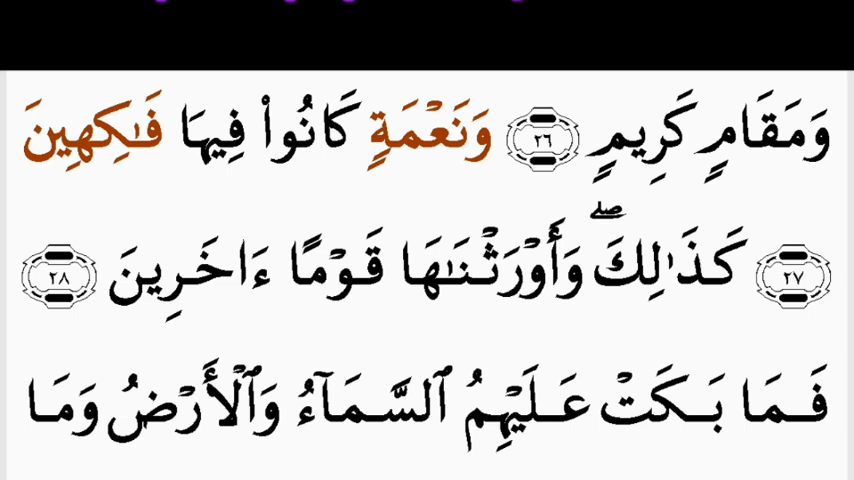 وَمَقَامٍ كَرِيمٍ ٢٦ وَنَعْمَةٍ كَانُوا۟ فِيهَا فَـٰكِهِينَ
٢٧ كَذَٰلِكَ ۖ وَأَوْرَثْنَـٰهَا قَوْمًا ءَاخَرِينَ ٢٨
فَمَا بَكَتْ عَلَيْهِمُ ٱلسَّمَآءُ وَٱلْأَرْضُ وَمَا